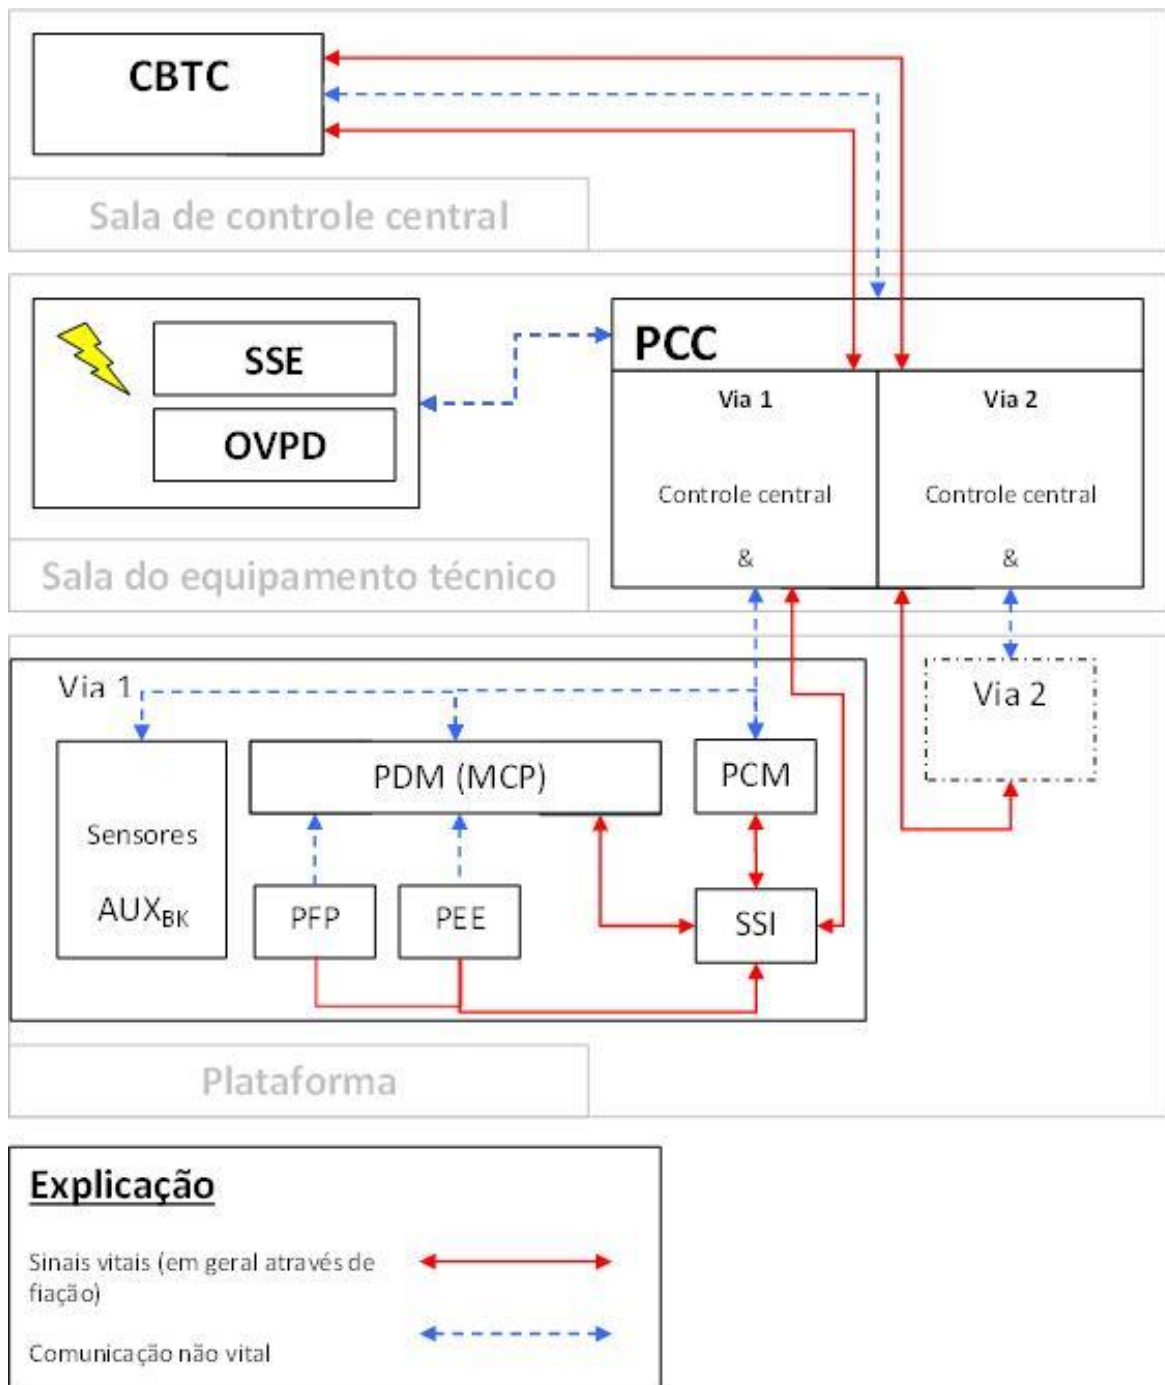 CBTC
Sala de controle central
SSE
OVPD
PCC
Via 1
Via 2
Controle central
Controle central
&
&
Sala do equipamento técnico
Via 1
Via 2
PDM (MCP)
PCM
Sensores
AUXBK
PFP
PEE
SSI
Plataforma
Explicação
Sinais vitais (em geral através de
fiação)
Comunicação não vital